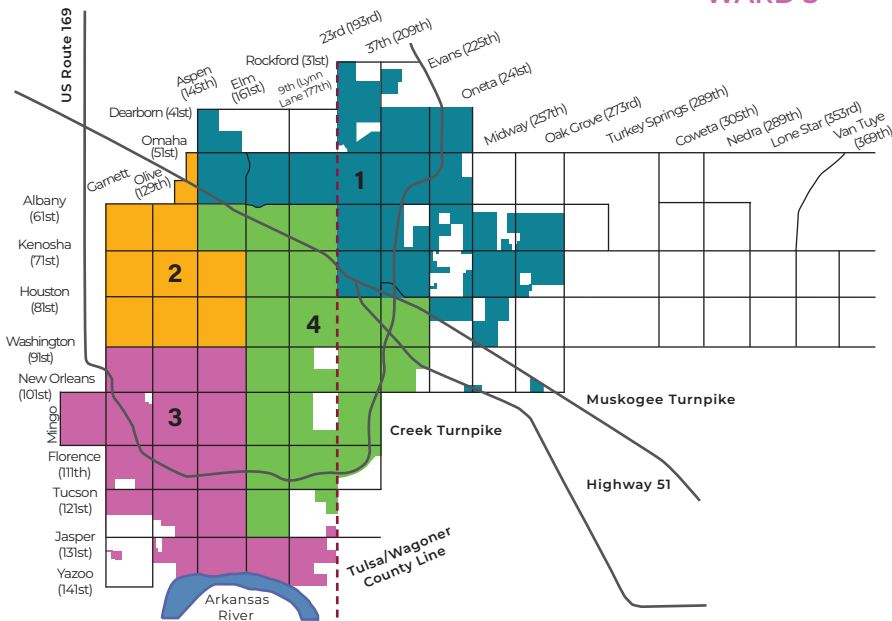 US Route 169
Aspen
(145th)
Elm
(161st)
9th (Lynn
Lane 177th)
Rockford (31st)
23rd (193rd)
37th (209th)
Evans (225th)
Oneta (241st)
Midway (257th)
Oak Grove (273rd)
Turkey Springs (289th)
Coweta (305th)
Nedra (289th)
Lone Star (353rd)
Van Tuye
(369th)
Dearborn (41st)
Omaha
(51st)
Garnett
Olive
(129th)
Albany
(61st)
Kenosha
(71st)
Houston
(81st)
Washington
(91st)
New Orleans
(101st)
Mingo
Florence
(111th)
Tucson
(121st)
Jasper
(131st)
Yazoo
(141st)
1
2
4
3
Creek Turnpike
Muskogee Turnpike
Highway 51
Tulsa/Wagoner
County Line
Arkansas
River